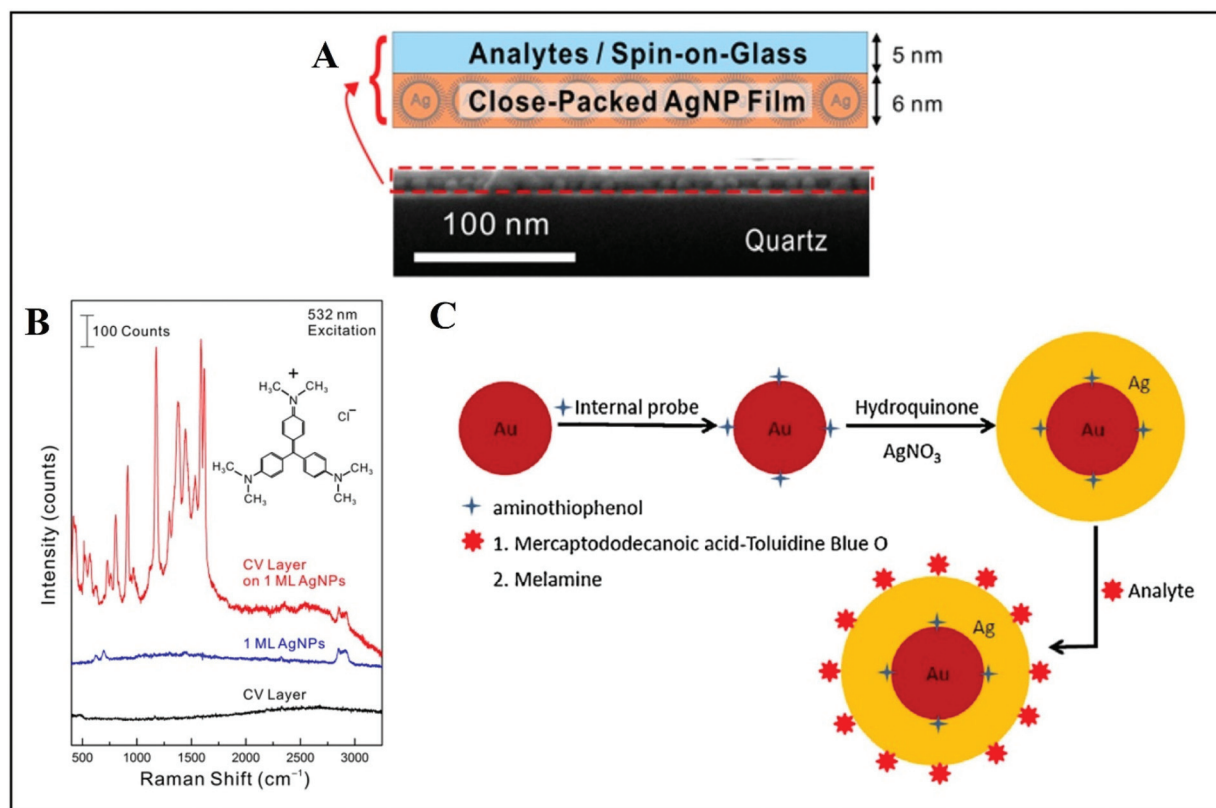 A
Analytes / Spin-on-Glass
5 nm
Ag
Close-Packed AgNP Film
Ag
6 nm
100 nm
Quartz
B
100 Counts
532 nm
Excitation
+
H₃C
CH₃
N
Cl⁻
H₃C
N
CH₃
N
CH₃
CH₃
CV Layer
on 1 ML AgNPs
1 ML AgNPs
CV Layer
Intensity (counts)
500 1000 1500 2000 2500 3000
Raman Shift (cm⁻¹)
C
Au
Internal probe
Au
Hydroquinone
AgNO₃
Ag
Au
aminothiophenol
1. Mercaptododecanoic acid-Toluidine Blue O
2. Melamine
Analyte
Ag
Au